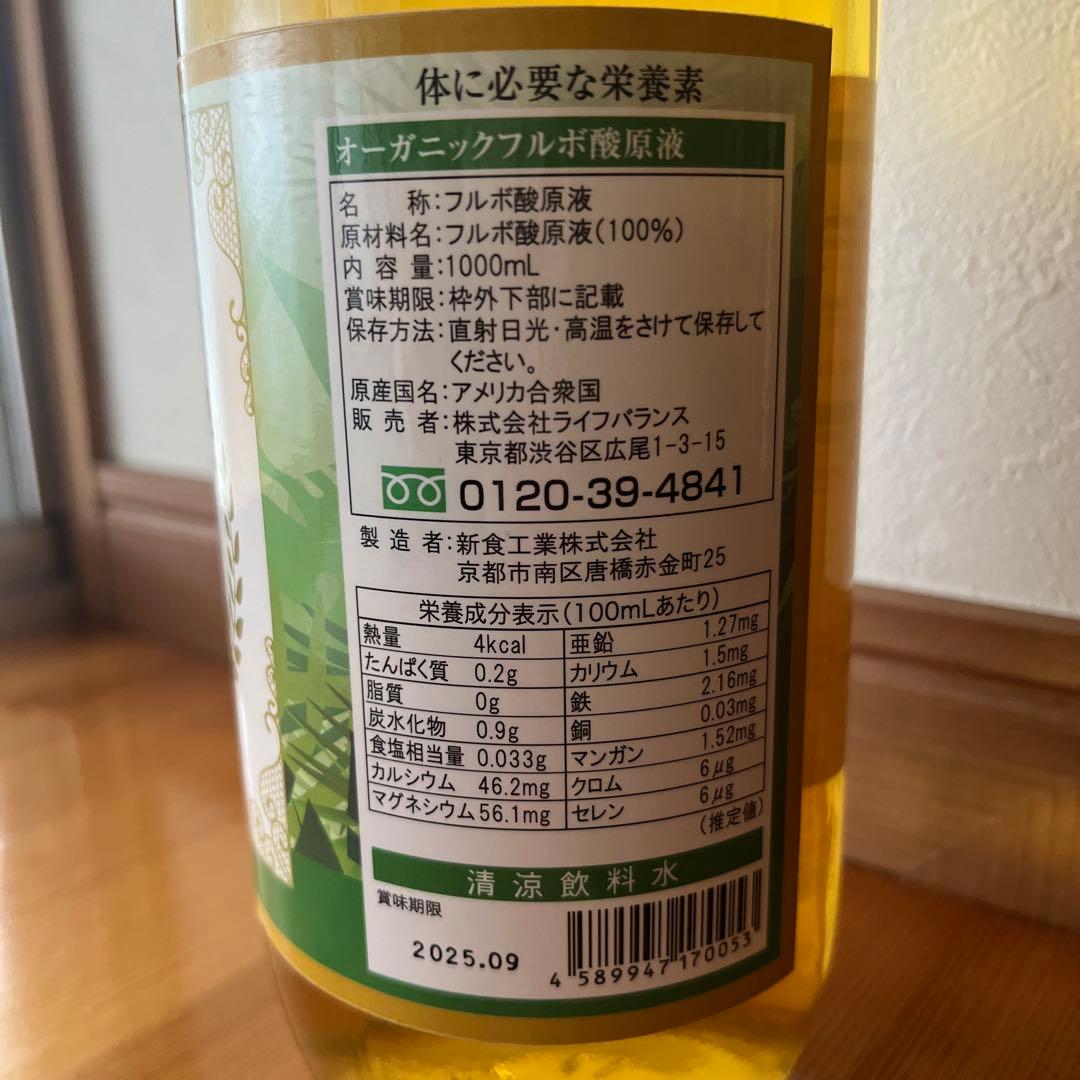 体に必要な栄養素
オーガニックフルボ酸原液
名 称:フルボ酸原液
原材料名:フルボ酸原液(100%)
内 容 量:1000mL
賞味期限:枠外下部に記載
保存方法:直射日光・高温をさけて保存して
ください。
原産国名:アメリカ合衆国
販 売 者:株式会社ライフバランス
東京都渋谷区広尾1-3-15
0120-39-4841
製 造 者:新食工業株式会社
京都市南区唐橋赤金町25
栄養成分表示(100mLあたり)
熱量 4kcal 亜鉛 1.27mg
たんぱく質 0.2g カリウム 1.5mg
脂質 0g 鉄 2.16mg
炭水化物 0.9g 銅 0.03mg
食塩相当量 0.033g マンガン 1.52mg
カルシウム 46.2mg クロム 6μg
マグネシウム 56.1mg セレン 6μg
(推定値)
清涼飲料水
賞味期限
2025.09
4 589947 170053